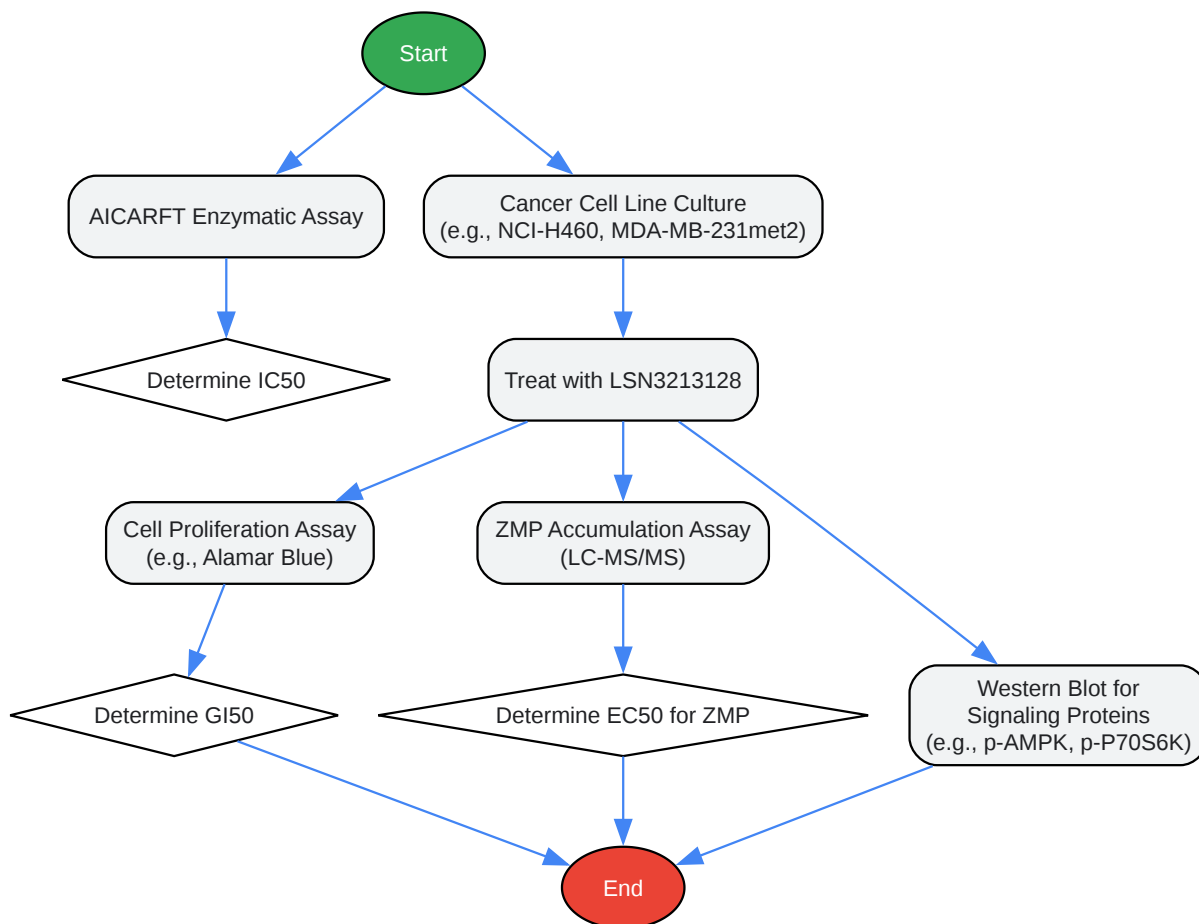 Start
AICARFT Enzymatic Assay
Cancer Cell Line Culture
(e.g., NCI-H460, MDA-MB-231met2)
Determine IC50
Treat with LSN3213128
Cell Proliferation Assay
(e.g., Alamar Blue)
ZMP Accumulation Assay
(LC-MS/MS)
Determine GI50
Determine EC50 for ZMP
Western Blot for
Signaling Proteins
(e.g., p-AMPK, p-P70S6K)
End